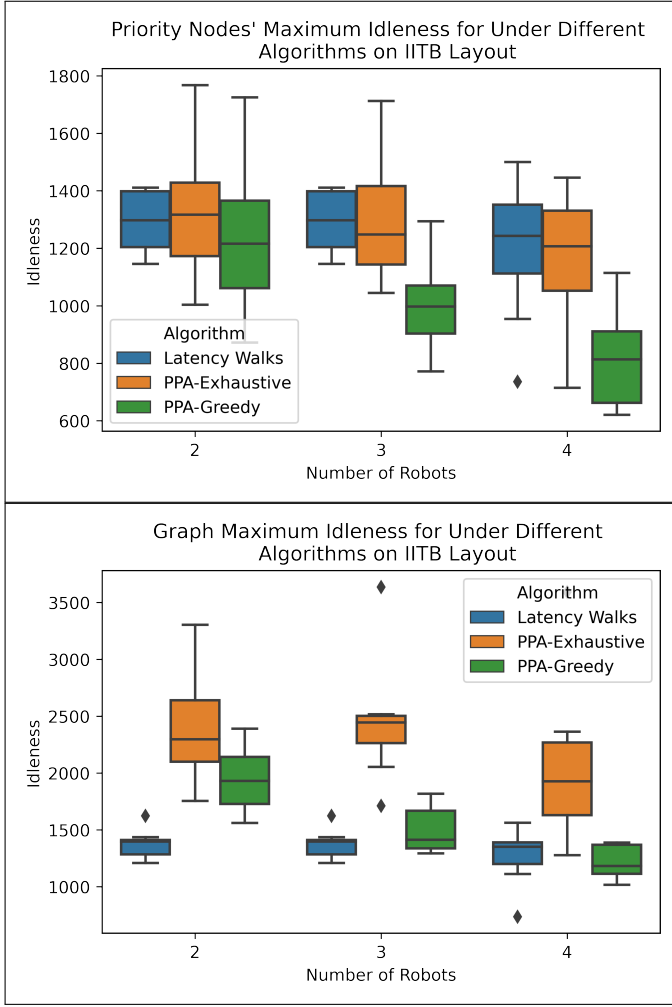 Priority Nodes' Maximum Idleness for Under Different
Algorithms on IITB Layout
1800
1600
1400
1200
1000
800
600
Idleness
Algorithm
Latency Walks
PPA-Exhaustive
PPA-Greedy
2
3
4
Number of Robots
Graph Maximum Idleness for Under Different
Algorithms on IITB Layout
3500
3000
2500
2000
1500
1000
Idleness
Algorithm
Latency Walks
PPA-Exhaustive
PPA-Greedy
2
3
4
Number of Robots